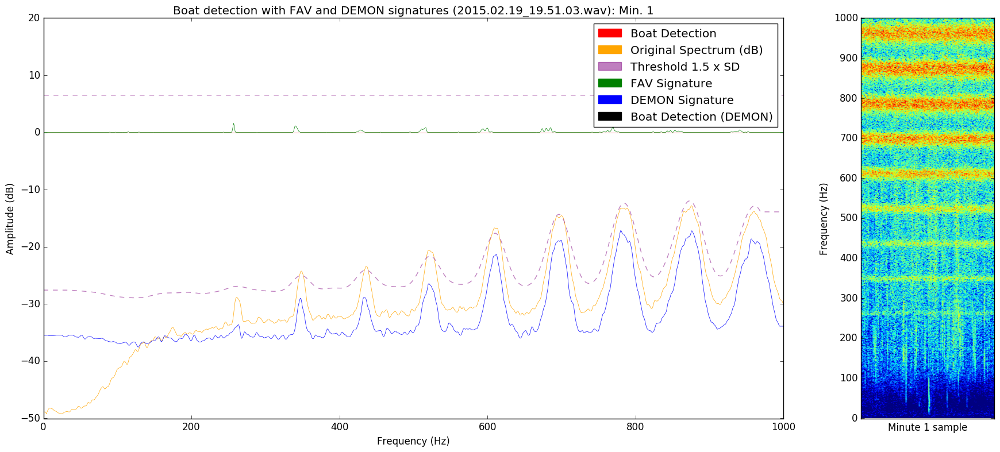 Boat detection with FAV and DEMON signatures (2015.02.19_19.51.03.wav): Min. 1
Boat Detection
Original Spectrum (dB)
Threshold 1.5 x SD
FAV Signature
DEMON Signature
Boat Detection (DEMON)
Amplitude (dB)
20
10
0
−10
−20
−30
−40
−50
0
200
400
600
800
1000
Frequency (Hz)
Frequency (Hz)
1000
900
800
700
600
500
400
300
200
100
0
Minute 1 sample